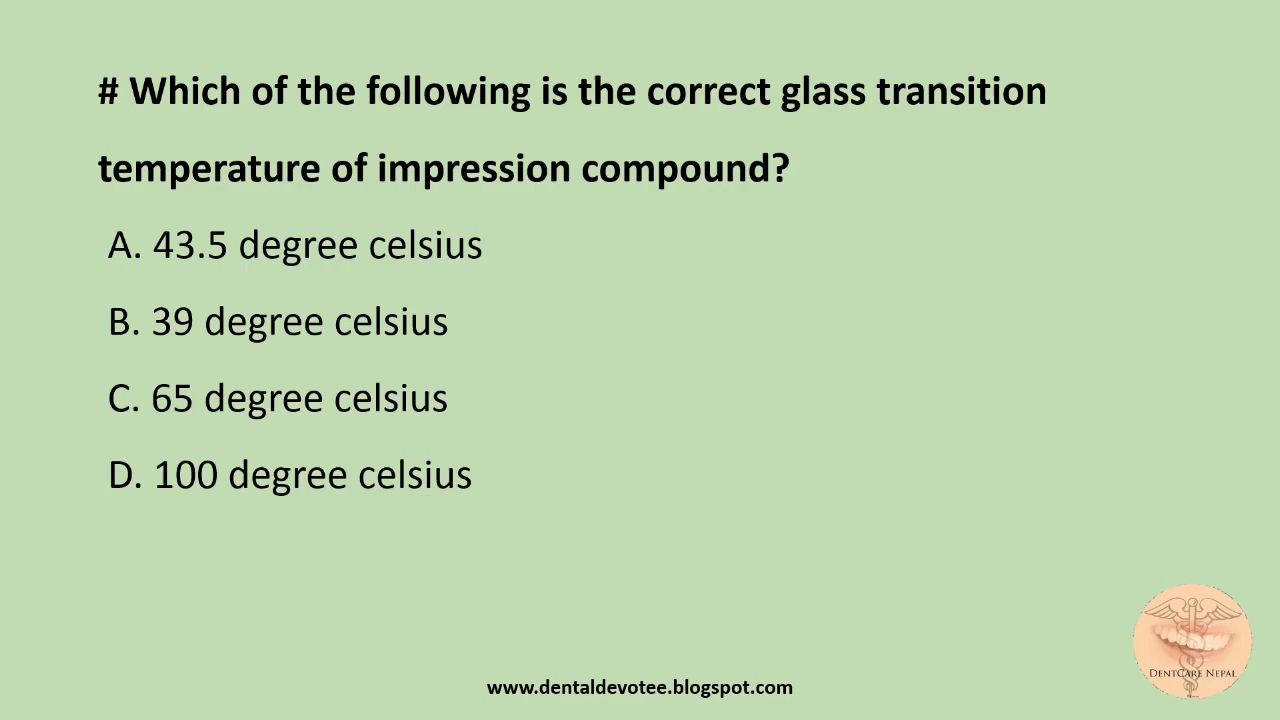 # Which of the following is the correct glass transition
temperature of impression compound?
A. 43.5 degree celsius
B. 39 degree celsius
C. 65 degree celsius
D. 100 degree celsius
DENTCARE NEPAL
www.dentaldevotee.blogspot.com